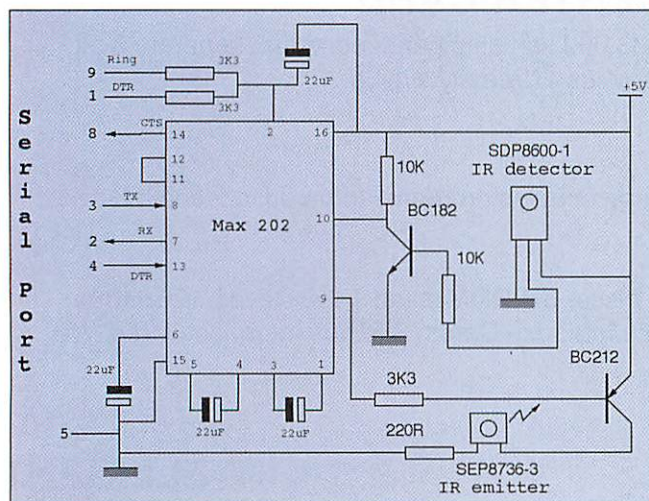 Serial Port
9 Ring 3K3
1 DTR 3K3
22uF
+5V
8 CTS 14
2
16
12
11
3 TX 8
2 RX 7
4 DTR 13
Max 202
10K
10
BC182
10K
SDP8600-1
IR detector
9
6
15
22uF
5 4 3 1
22uF 22uF
3K3
BC212
5
220R
SEP8736-3
IR emitter